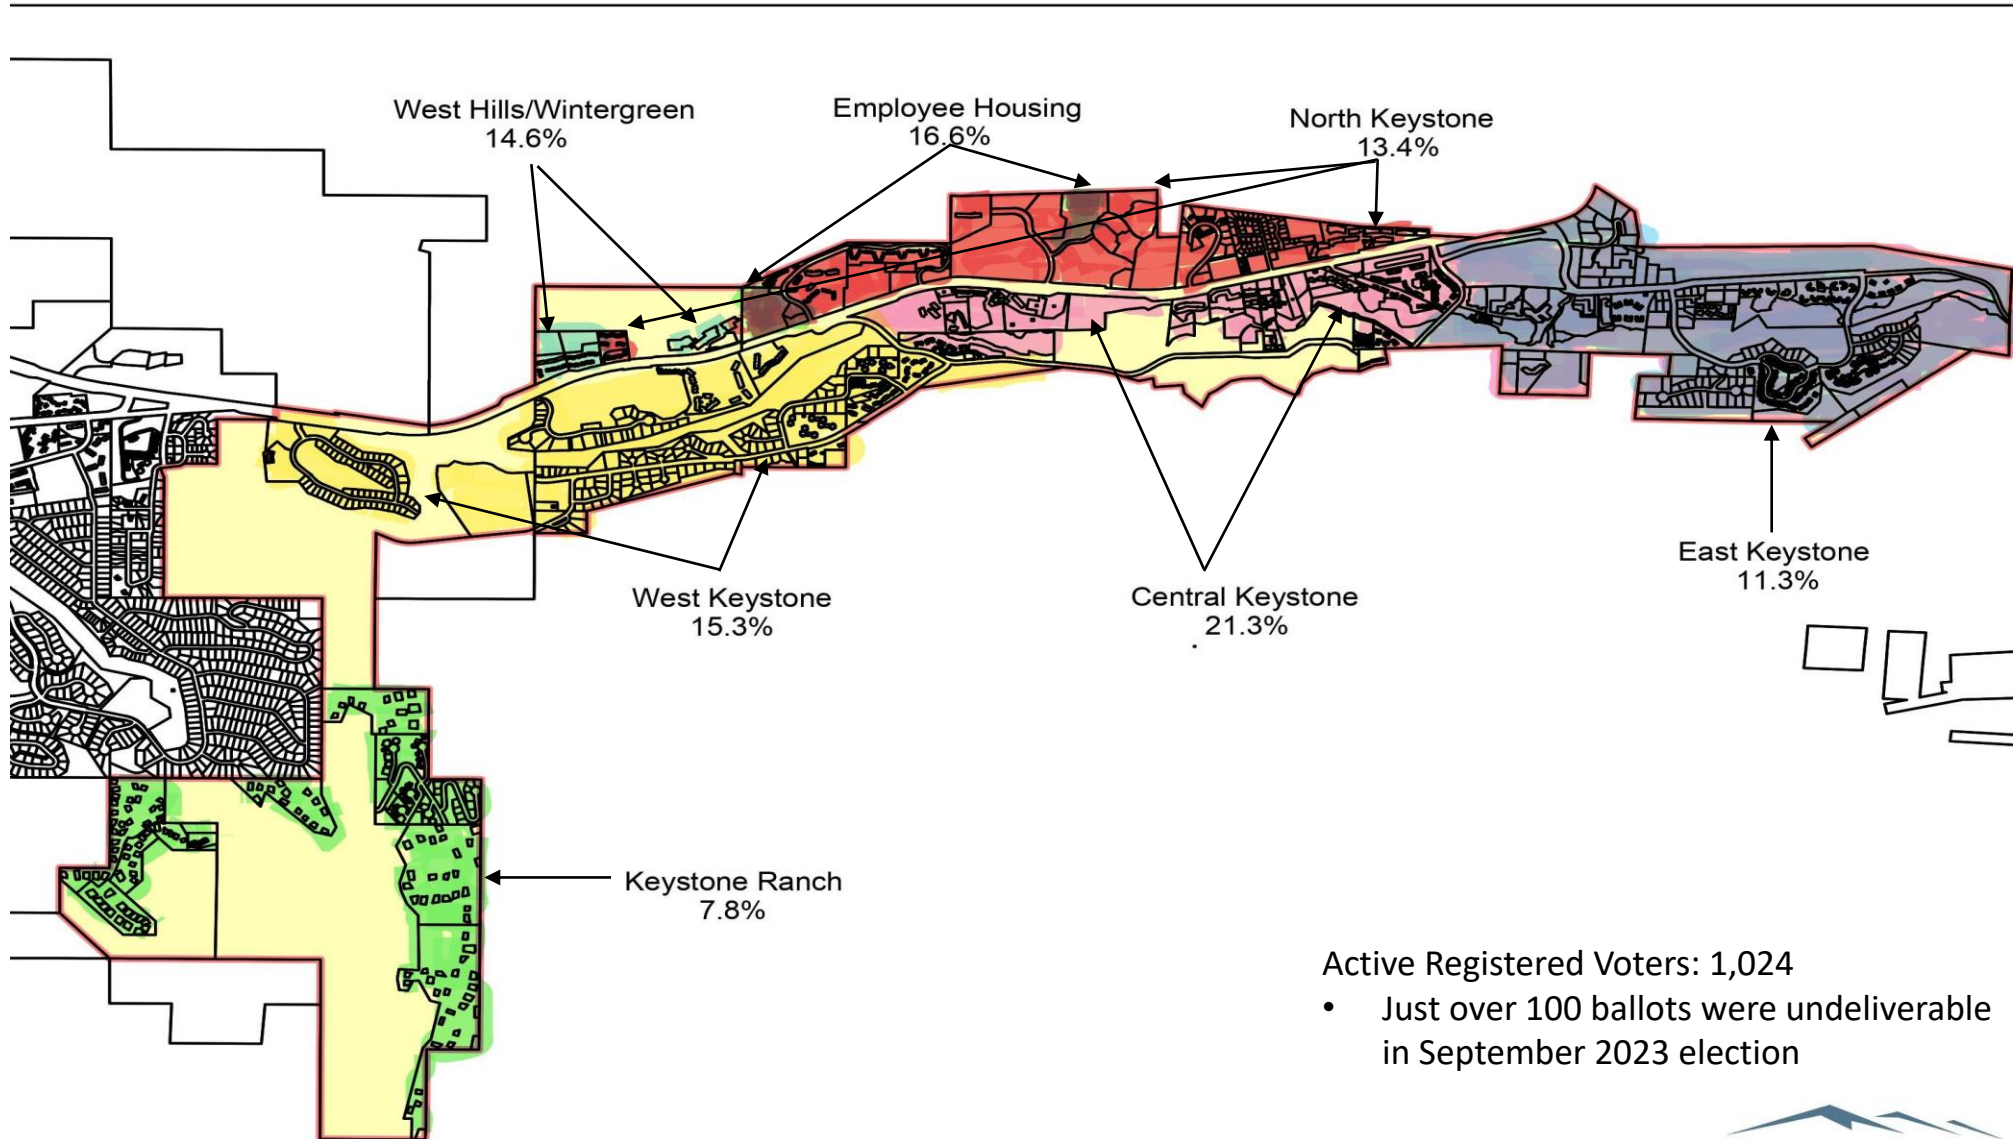 West Hills/Wintergreen
14.6%
Employee Housing
16.6%
North Keystone
13.4%
West Keystone
15.3%
Central Keystone
21.3%
East Keystone
11.3%
Keystone Ranch
7.8%
Active Registered Voters: 1,024
• Just over 100 ballots were undeliverable
in September 2023 election